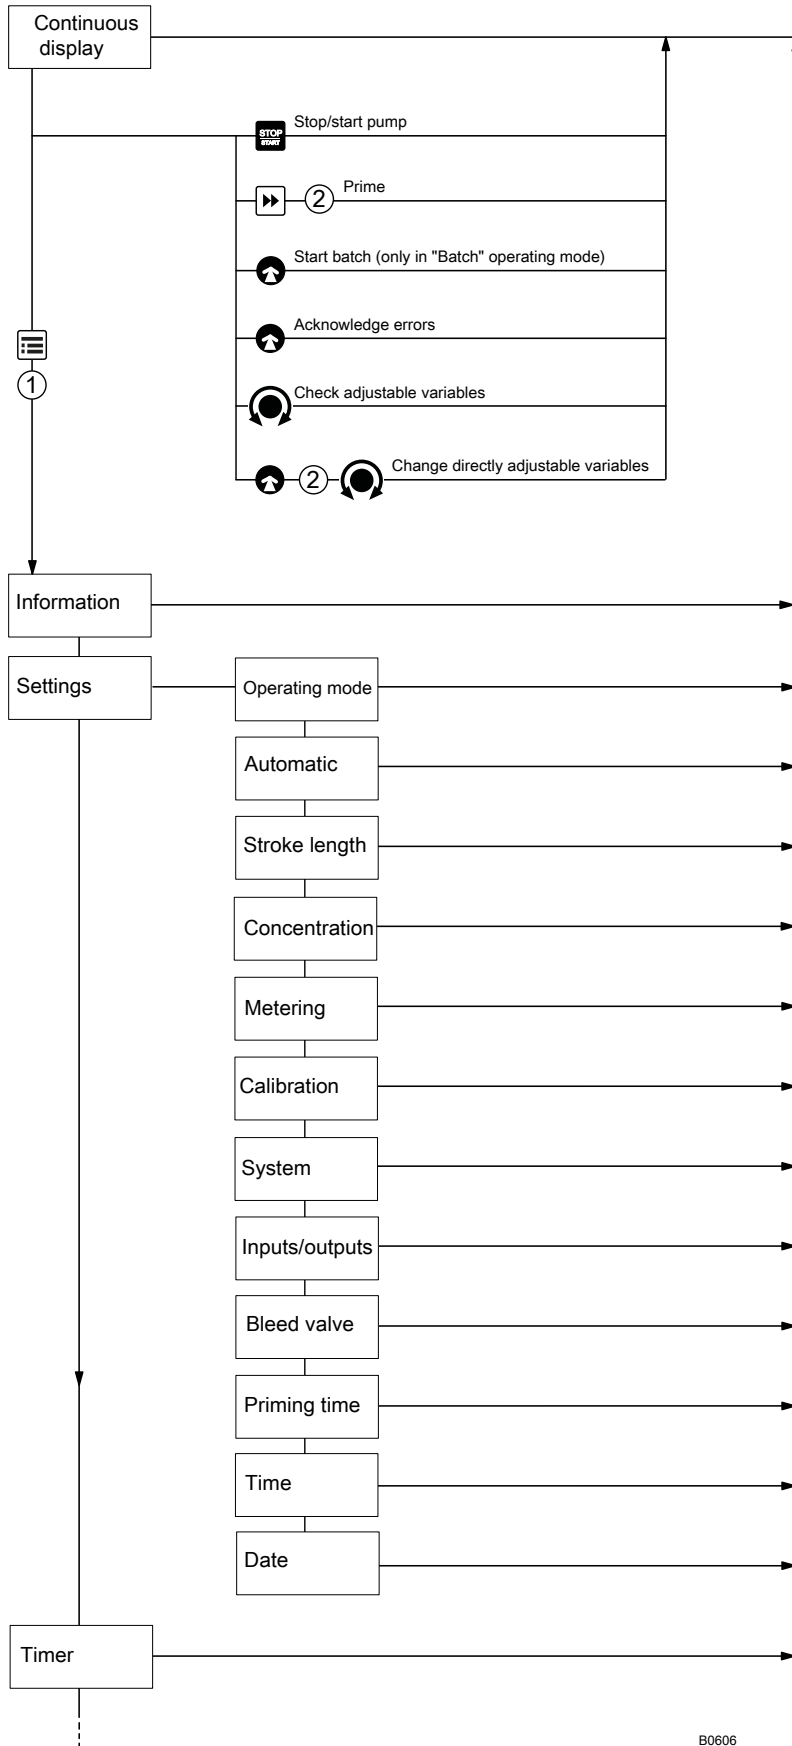 Continuous
display
STOP
START
Stop/start pump
2
Prime
Start batch (only in "Batch" operating mode)
Acknowledge errors
1
Check adjustable variables
2
Change directly adjustable variables
Information
Settings
Operating mode
Automatic
Stroke length
Concentration
Metering
Calibration
System
Inputs/outputs
Bleed valve
Priming time
Time
Date
Timer
B0606